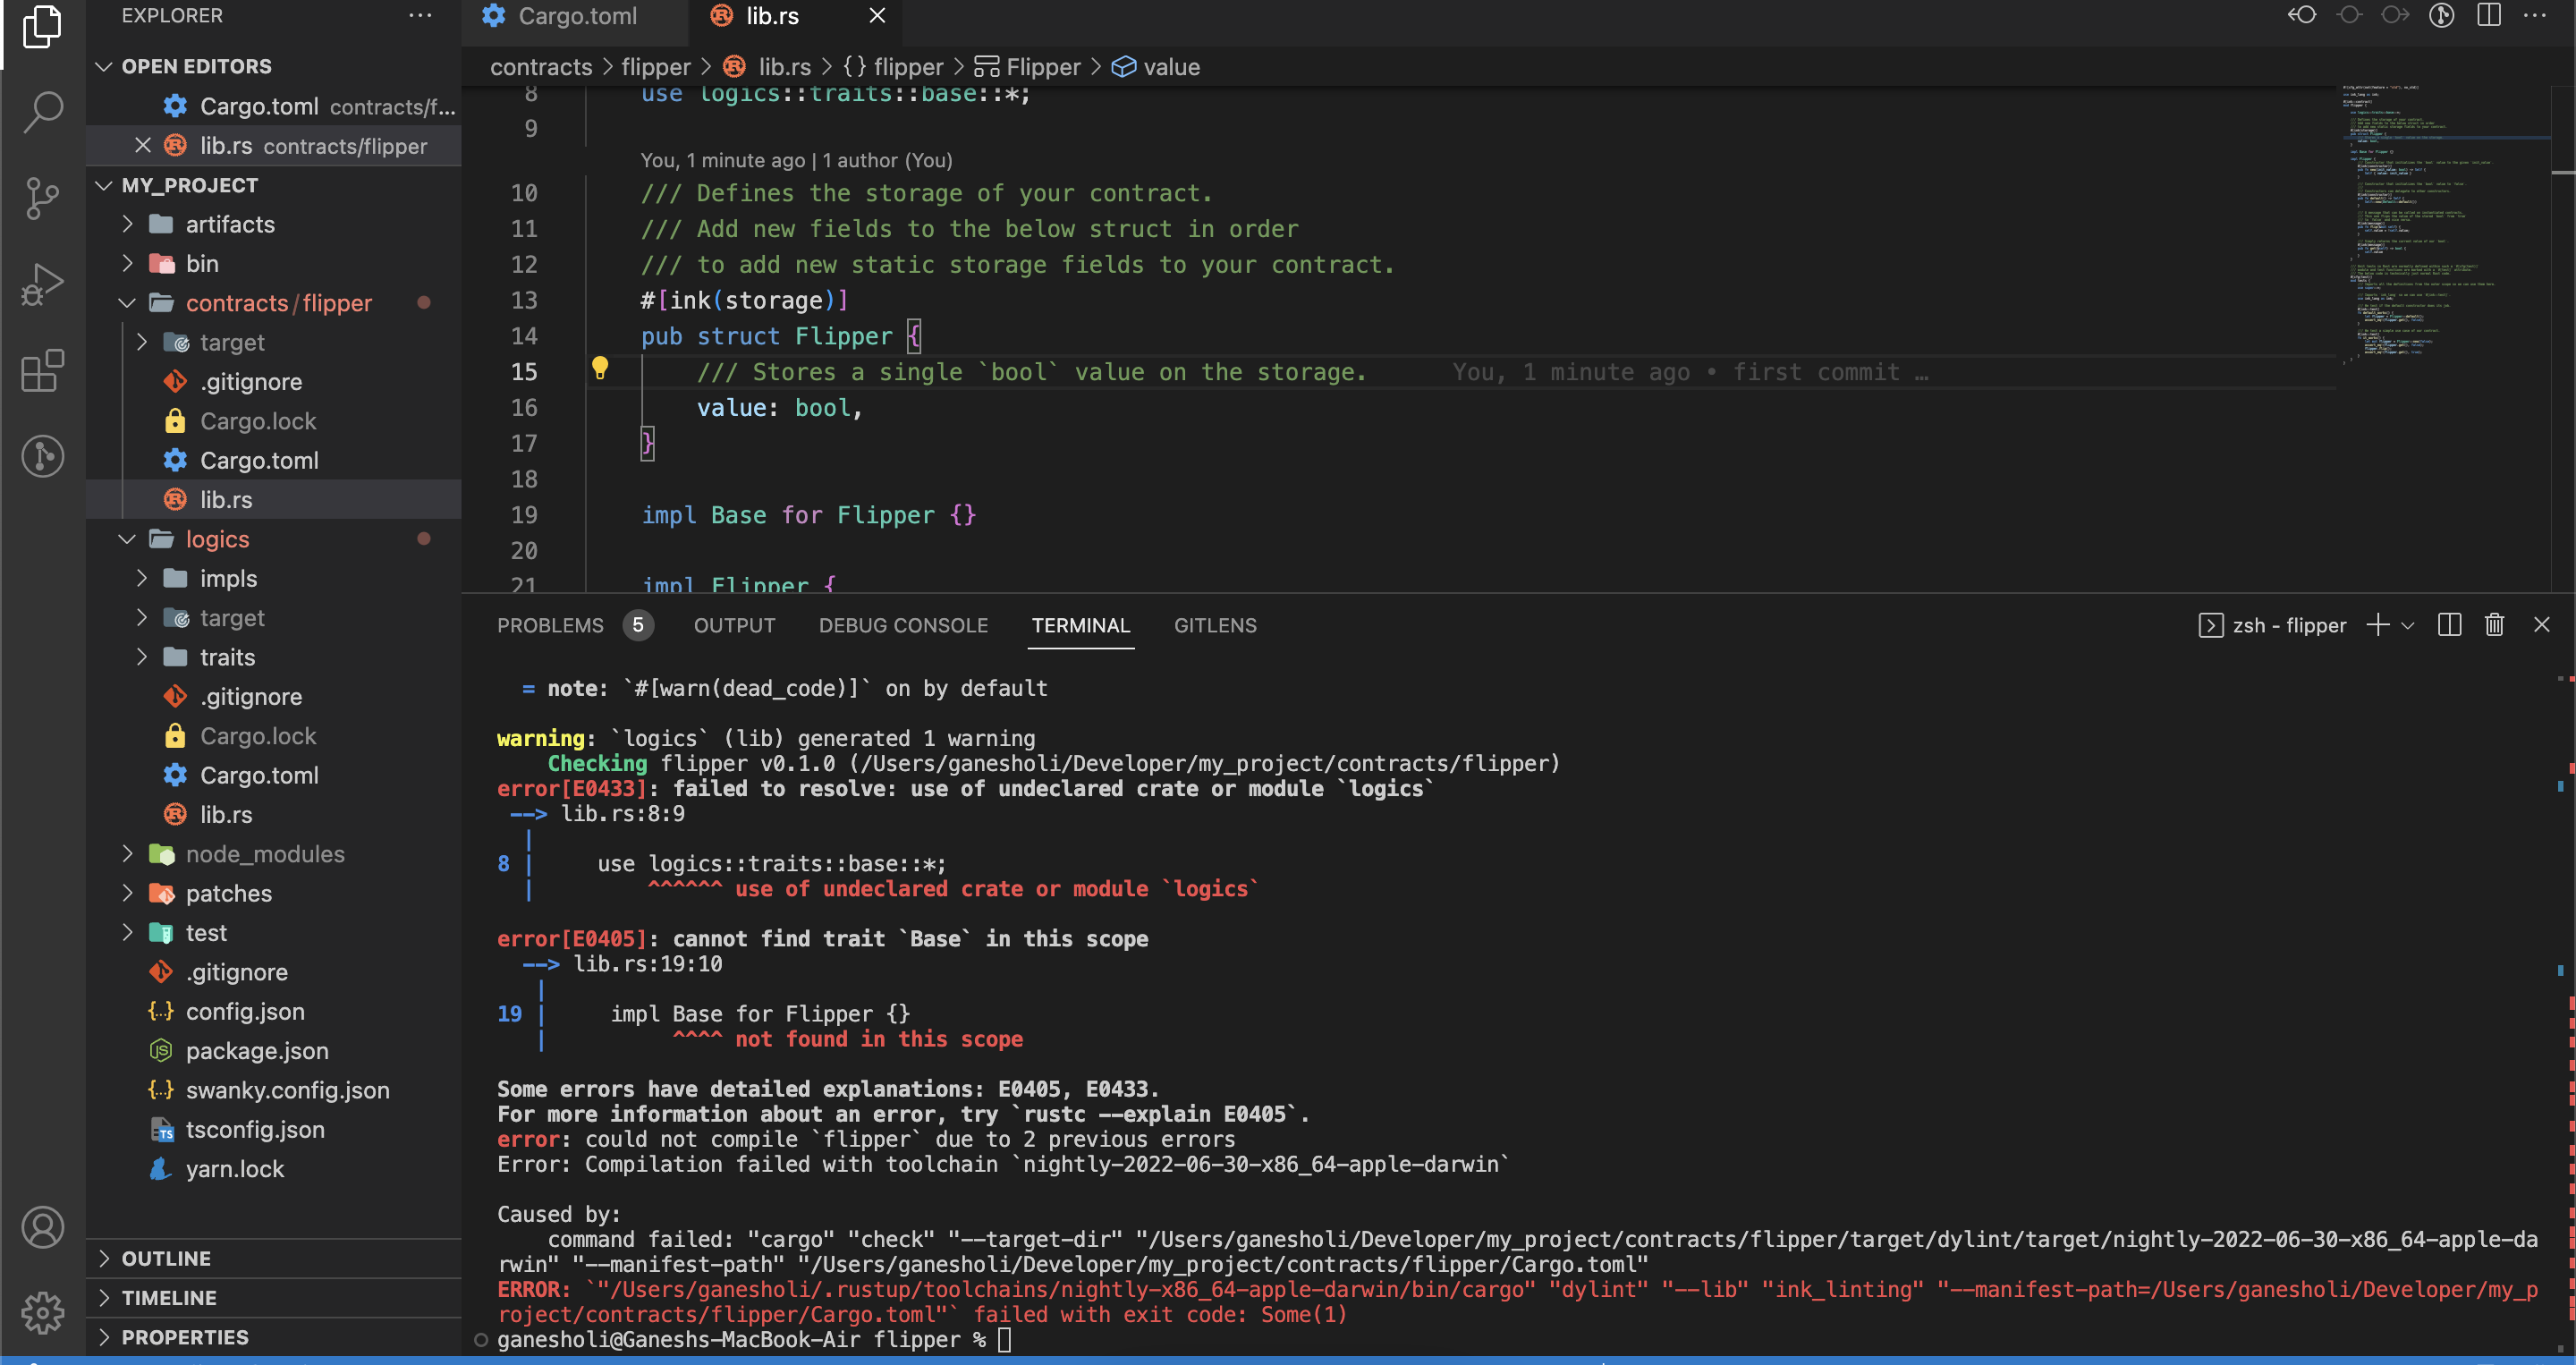 EXPLORER
OPEN EDITORS
Cargo.toml contracts/f...
lib.rs contracts/flipper
MY_PROJECT
artifacts
bin
contracts/flipper
target
.gitignore
Cargo.lock
Cargo.toml
lib.rs
logics
impls
target
traits
.gitignore
Cargo.lock
Cargo.toml
lib.rs
node_modules
patches
test
.gitignore
config.json
package.json
swanky.config.json
tsconfig.json
yarn.lock
OUTLINE
TIMELINE
PROPERTIES
Cargo.toml
lib.rs
contracts > flipper > lib.rs > {} flipper > Flipper > value
8 use logics::traits::base::*;
9
You, 1 minute ago | 1 author (You)
10 /// Defines the storage of your contract.
11 /// Add new fields to the below struct in order
12 /// to add new static storage fields to your contract.
13 #[ink(storage)]
14 pub struct Flipper {
15 /// Stores a single `bool` value on the storage. You, 1 minute ago • first commit …
16 value: bool,
17 }
18
19 impl Base for Flipper {}
20
21 impl Flipper {
PROBLEMS 5 OUTPUT DEBUG CONSOLE TERMINAL GITLENS
zsh - flipper
= note: `#[warn(dead_code)]` on by default
warning: `logics` (lib) generated 1 warning
Checking flipper v0.1.0 (/Users/ganesholi/Developer/my_project/contracts/flipper)
error[E0433]: failed to resolve: use of undeclared crate or module `logics`
--> lib.rs:8:9
|
8 | use logics::traits::base::*;
| ^^^^^^ use of undeclared crate or module `logics`
error[E0405]: cannot find trait `Base` in this scope
--> lib.rs:19:10
|
19 | impl Base for Flipper {}
| ^^^^ not found in this scope
Some errors have detailed explanations: E0405, E0433.
For more information about an error, try `rustc --explain E0405`.
error: could not compile `flipper` due to 2 previous errors
Error: Compilation failed with toolchain `nightly-2022-06-30-x86_64-apple-darwin`
Caused by:
command failed: "cargo" "check" "--target-dir" "/Users/ganesholi/Developer/my_project/contracts/flipper/target/dylint/target/nightly-2022-06-30-x86_64-apple-da
rwin" "--manifest-path" "/Users/ganesholi/Developer/my_project/contracts/flipper/Cargo.toml"
ERROR: `"/Users/ganesholi/.rustup/toolchains/nightly-x86_64-apple-darwin/bin/cargo" "dylint" "--lib" "ink_linting" "--manifest-path=/Users/ganesholi/Developer/my_p
roject/contracts/flipper/Cargo.toml"` failed with exit code: Some(1)
ganesholi@Ganeshs-MacBook-Air flipper %